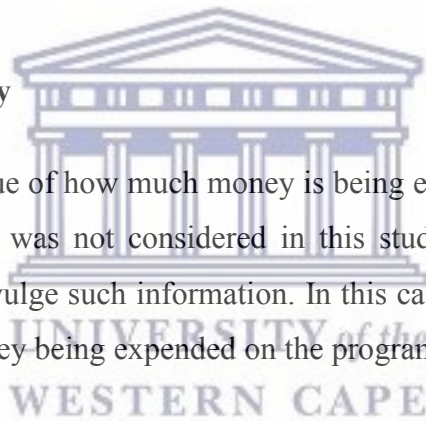 y
ue of how much money is being e
was not considered in this stud
vulge such information. In this ca
UNIVERSITY of the
ey being expended on the program
WESTERN CAPE